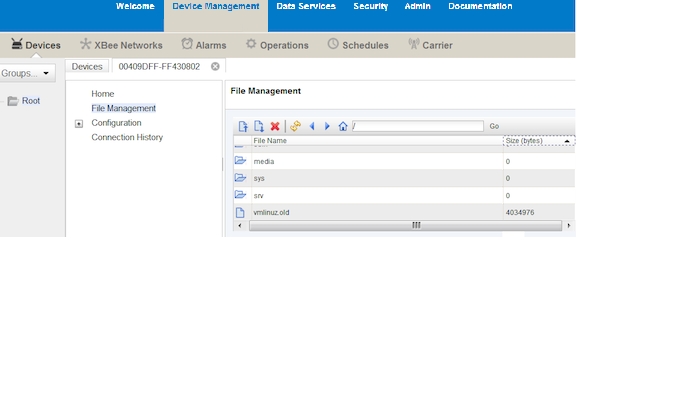 Welcome Device Management Data Services Security Admin Documentation
Devices XBee Networks Alarms Operations Schedules Carrier
Groups...
Devices 00409DFF-FF430802
Root
Home
File Management
Configuration
Connection History
File Management
/ Go
File Name Size (bytes)
media 0
sys 0
srv 0
vmlinuz.old 4034976